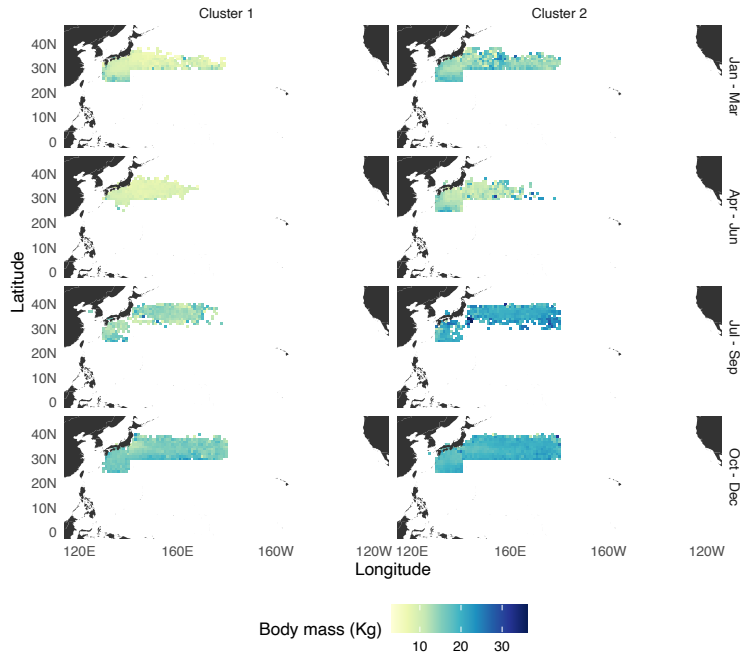 Cluster 1
Cluster 2
40N
30N
20N
10N
0
Jan - Mar
40N
30N
20N
10N
0
Apr - Jun
40N
30N
20N
10N
0
Jul - Sep
40N
30N
20N
10N
0
Oct - Dec
Latitude
120E
160E
160W
120W
120E
160E
160W
120W
Longitude
Body mass (Kg)
10
20
30